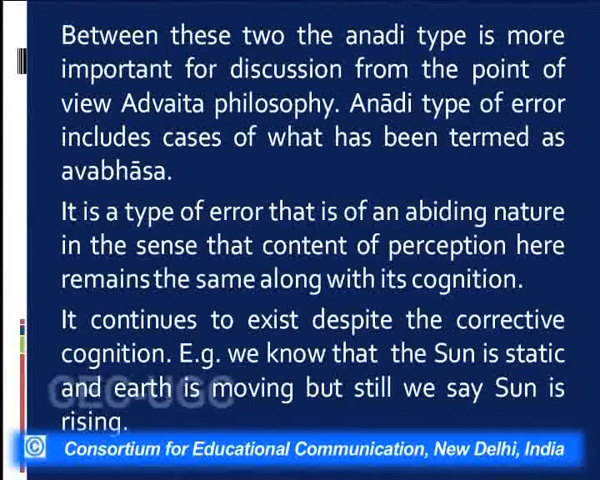 Between these two the anadi type is more
important for discussion from the point of
view Advaita philosophy. Anādi type of error
includes cases of what has been termed as
avabhāsa.
It is a type of error that is of an abiding nature
in the sense that content of perception here
remains the same along with its cognition.
It continues to exist despite the corrective
cognition. E.g. we know that the Sun is static
and earth is moving but still we say Sun is
rising.
CEC-UGC
© Consortium for Educational Communication, New Delhi, India